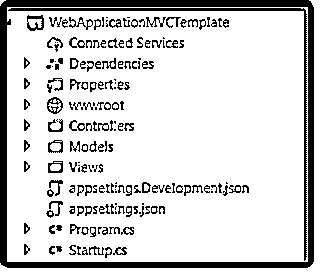 WebApplicationMVCTemplate
Connected Services
Dependencies
Properties
wwwroot
Controllers
Models
Views
appsettings.Development.json
appsettings.json
C# Program.cs
C# Startup.cs